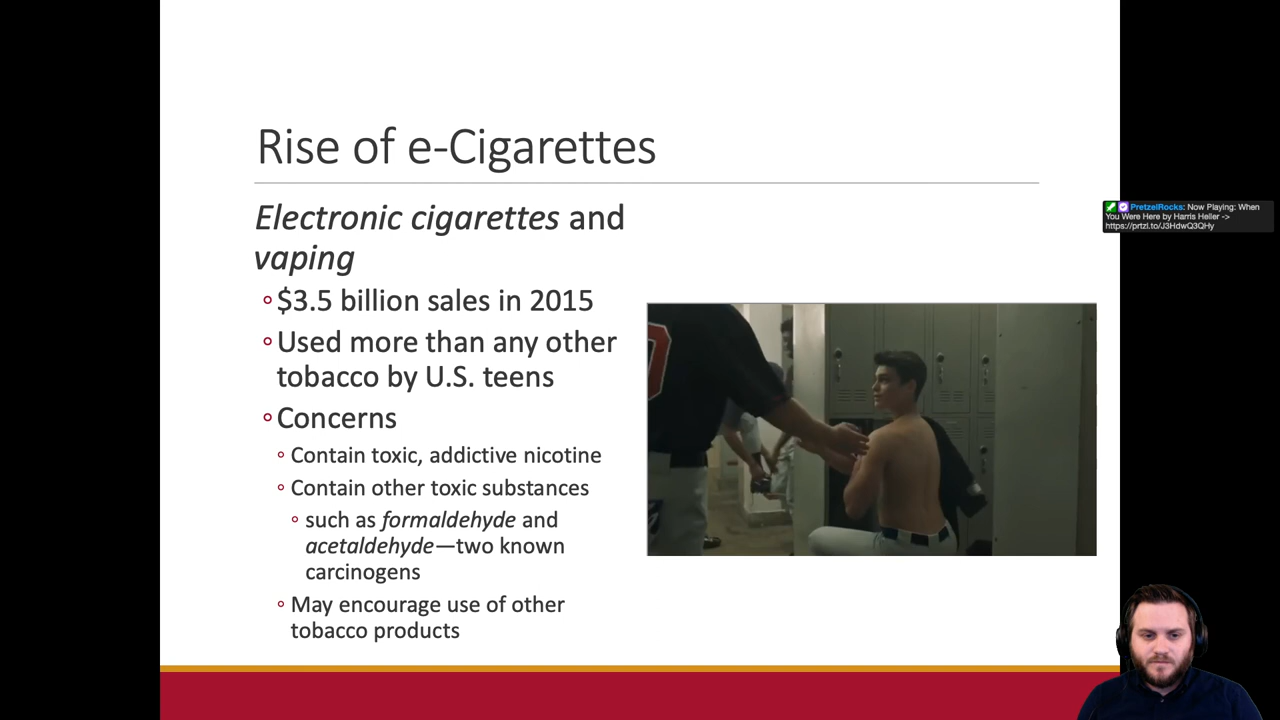 Rise of e-Cigarettes
Electronic cigarettes and
vaping
$3.5 billion sales in 2015
Used more than any other
tobacco by U.S. teens
Concerns
Contain toxic, addictive nicotine
Contain other toxic substances
such as formaldehyde and
acetaldehyde—two known
carcinogens
May encourage use of other
tobacco products
PretzelRocks: Now Playing: When
You Were Here by Harris Heller ->
https://prtzl.to/J3HdwQ3QHy